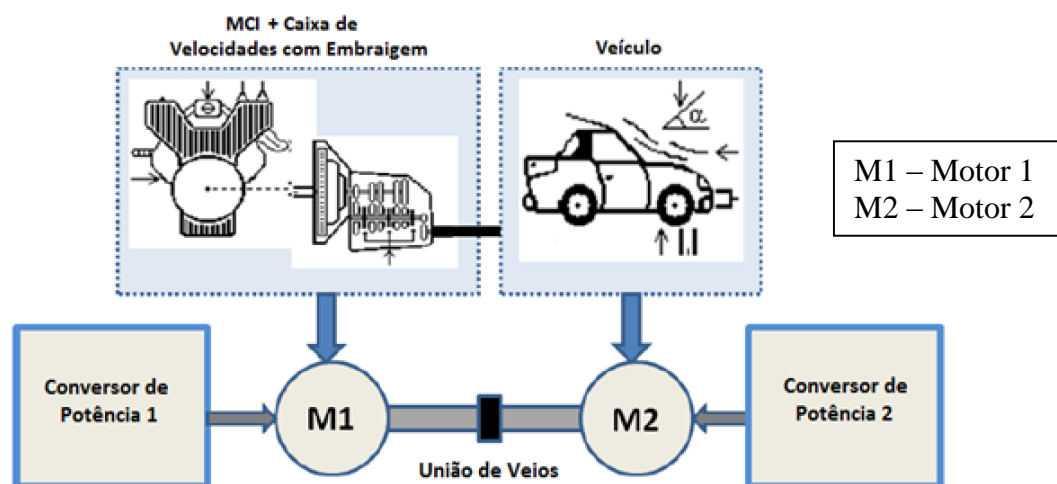 MCI + Caixa de
Velocidades com Embraigem
Veículo
α
M1 – Motor 1
M2 – Motor 2
Conversor de
Potência 1
M1
M2
Conversor de
Potência 2
União de Veios